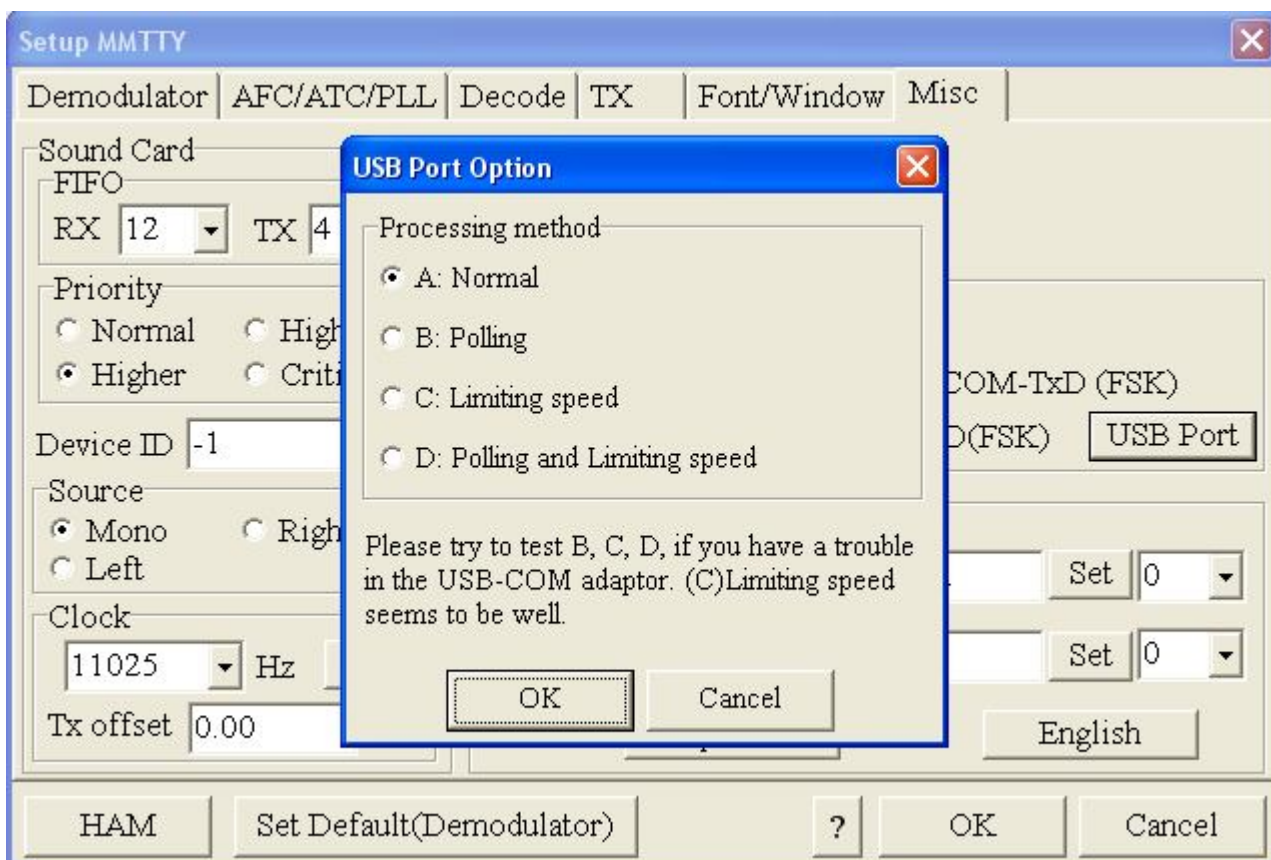 Setup MMTTY
Demodulator AFC/ATC/PLL Decode TX Font/Window Misc
Sound Card
FIFO
RX 12 TX 4
Priority
Normal High
Higher
Device ID -1
Source
Mono
Left
Clock
11025 Hz
Tx offset 0.00
USB Port Option
Processing method
A: Normal
B: Polling
C: Limiting speed
D: Polling and Limiting speed
Please try to test B, C, D, if you have a trouble
in the USB-COM adaptor. (C)Limiting speed
seems to be well.
OK Cancel
COM-TxD (FSK)
D(FSK) USB Port
Set 0
Set 0
English
HAM Set Default(Demodulator) ? OK Cancel